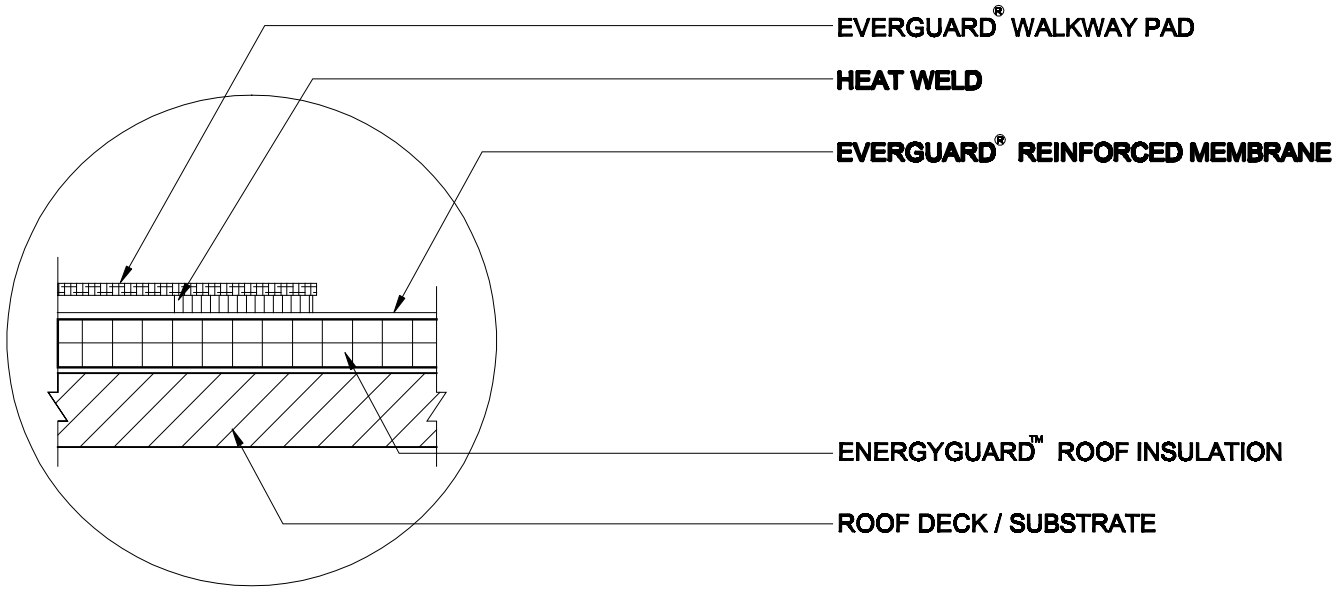 EVERGUARD® WALKWAY PAD
HEAT WELD
EVERGUARD® REINFORCED MEMBRANE
ENERGYGUARD™ ROOF INSULATION
ROOF DECK / SUBSTRATE